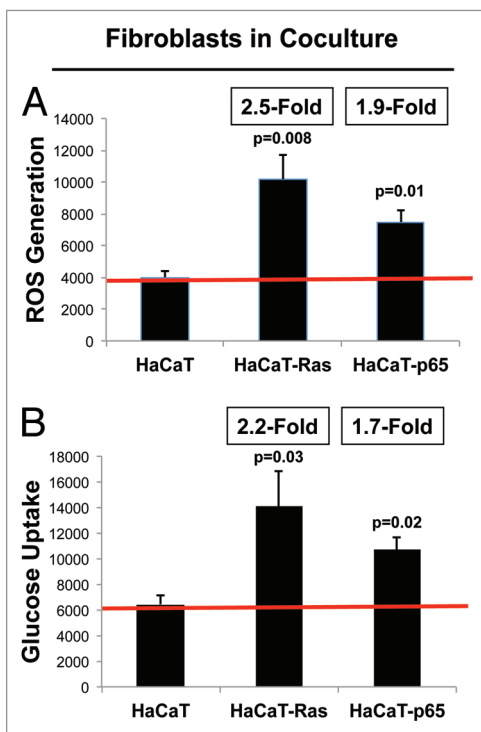 Fibroblasts in Coculture
A
2.5-Fold 1.9-Fold
p=0.008
p=0.01
ROS Generation
14000
12000
10000
8000
6000
4000
2000
0
HaCaT HaCaT-Ras HaCaT-p65
B
2.2-Fold 1.7-Fold
p=0.03
p=0.02
Glucose Uptake
18000
16000
14000
12000
10000
8000
6000
4000
2000
0
HaCaT HaCaT-Ras HaCaT-p65